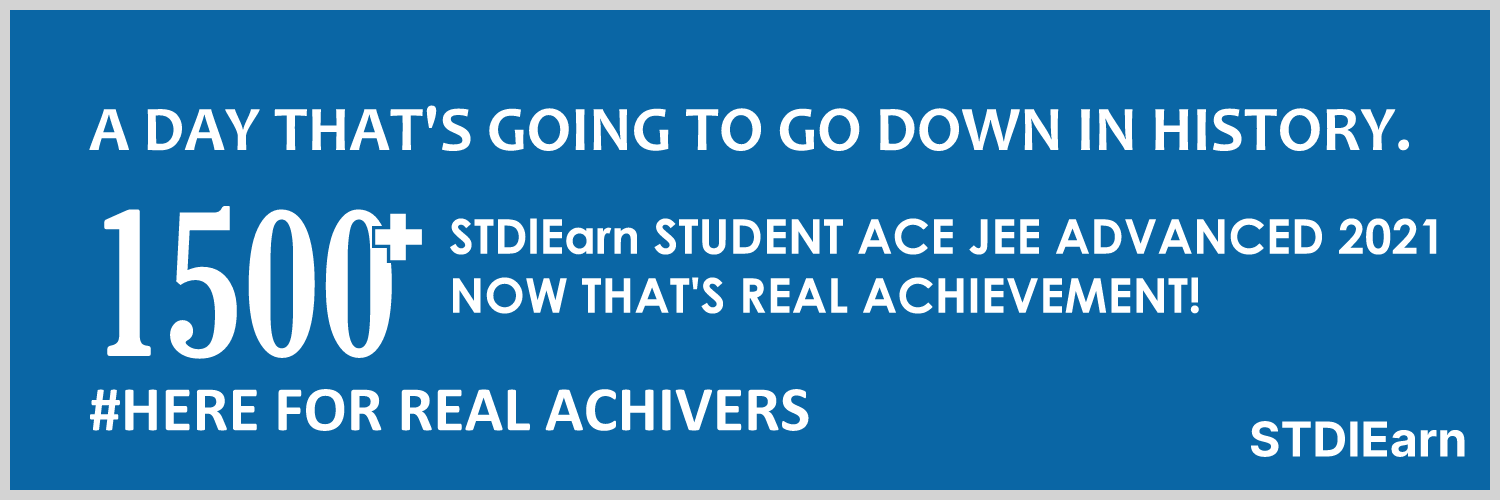 A DAY THAT'S GOING TO GO DOWN IN HISTORY.
1500+
STDIEarn STUDENT ACE JEE ADVANCED 2021
NOW THAT'S REAL ACHIEVEMENT!
#HERE FOR REAL ACHIVERS
STDIEarn